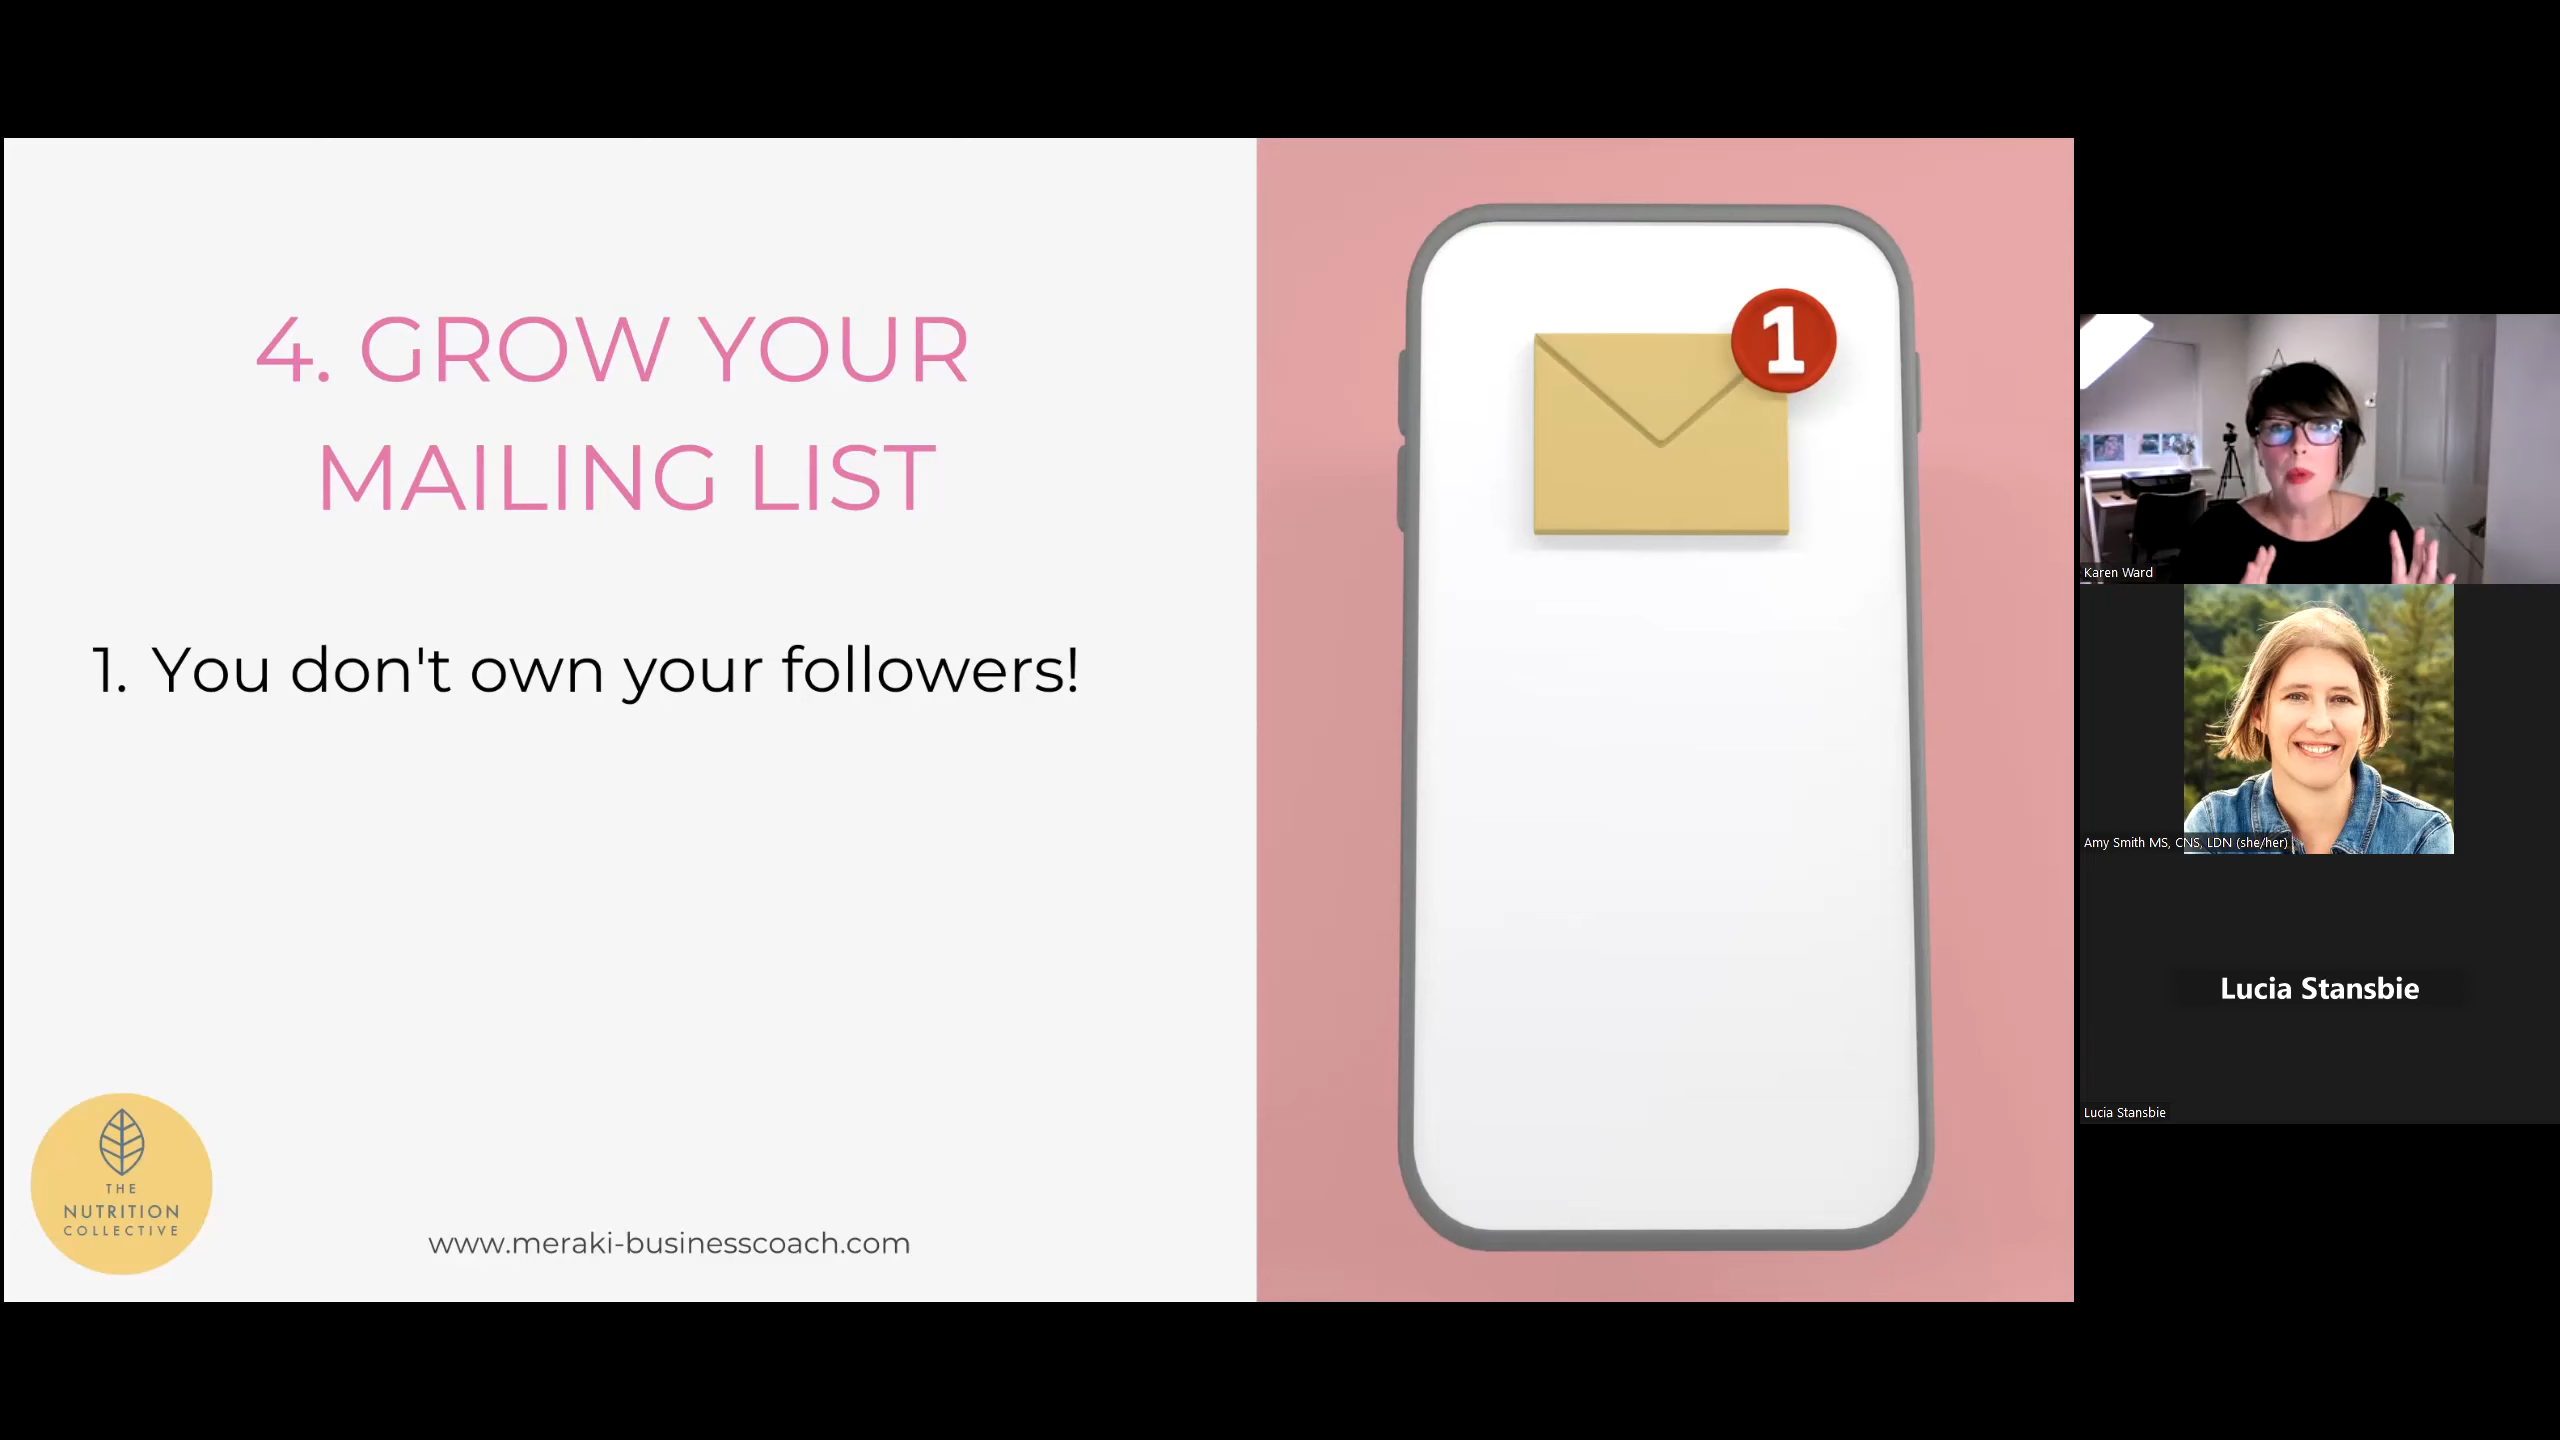 4. GROW YOUR
MAILING LIST
1. You don't own your followers!
THE
NUTRITION
COLLECTIVE
www.meraki-businesscoach.com
1
Karen Ward
Amy Smith MS, CNS, LDN (she/her)
Lucia Stansbie
Lucia Stansbie